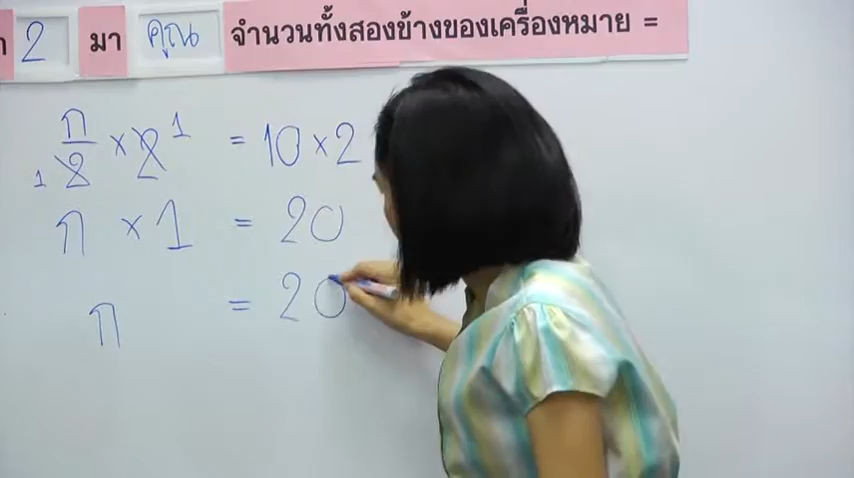 2 มา คูณ จำนวนทั้งสองข้างของเครื่องหมาย =
ก/2 × 2 1 = 10 × 2
1
ก × 1 = 20
ก = 20